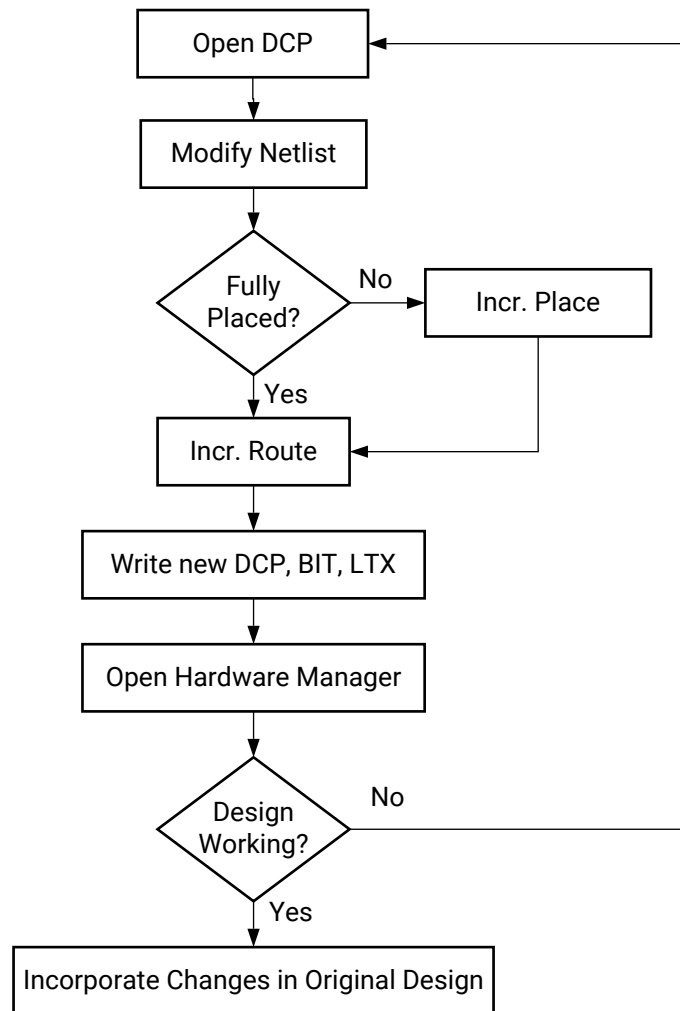 Open DCP
Modify Netlist
Fully
Placed?
No
Incr. Place
Yes
Incr. Route
Write new DCP, BIT, LTX
Open Hardware Manager
Design
Working?
No
Yes
Incorporate Changes in Original Design